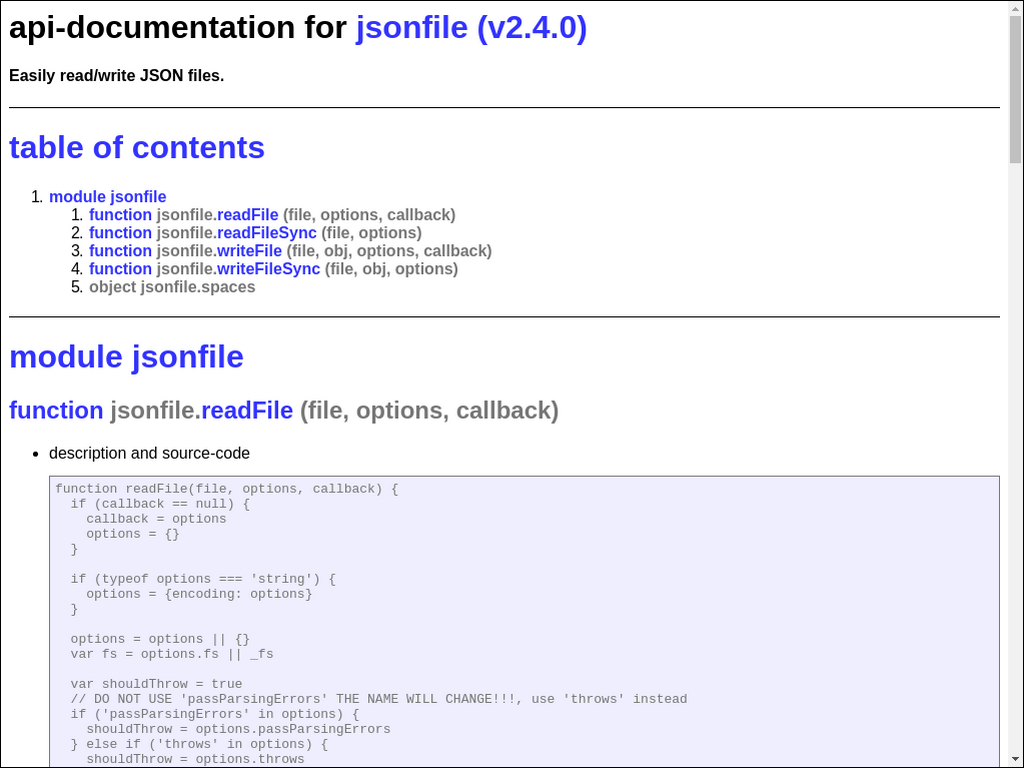 api-documentation for jsonfile (v2.4.0)
Easily read/write JSON files.
table of contents
1. module jsonfile
1. function jsonfile.readFile (file, options, callback)
2. function jsonfile.readFileSync (file, options)
3. function jsonfile.writeFile (file, obj, options, callback)
4. function jsonfile.writeFileSync (file, obj, options)
5. object jsonfile.spaces
module jsonfile
function jsonfile.readFile (file, options, callback)
• description and source-code
function readFile(file, options, callback) {
  if (callback == null) {
    callback = options
    options = {}
  }
  if (typeof options === 'string') {
    options = {encoding: options}
  }
  options = options || {}
  var fs = options.fs || _fs
  var shouldThrow = true
  // DO NOT USE 'passParsingErrors' THE NAME WILL CHANGE!!!, use 'throws' instead
  if ('passParsingErrors' in options) {
    shouldThrow = options.passParsingErrors
  } else if ('throws' in options) {
    shouldThrow = options.throws